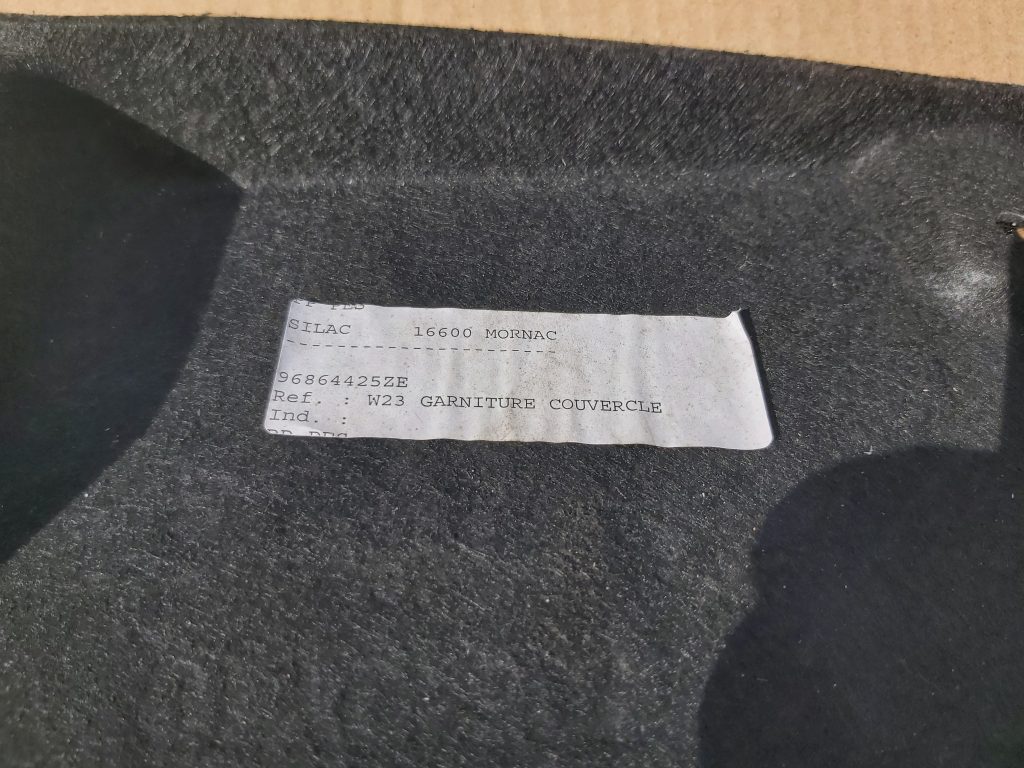 SILAC 16600 MORNAC
----------------------
96864425ZE
Ref. : W23 GARNITURE COUVERCLE
Ind. :